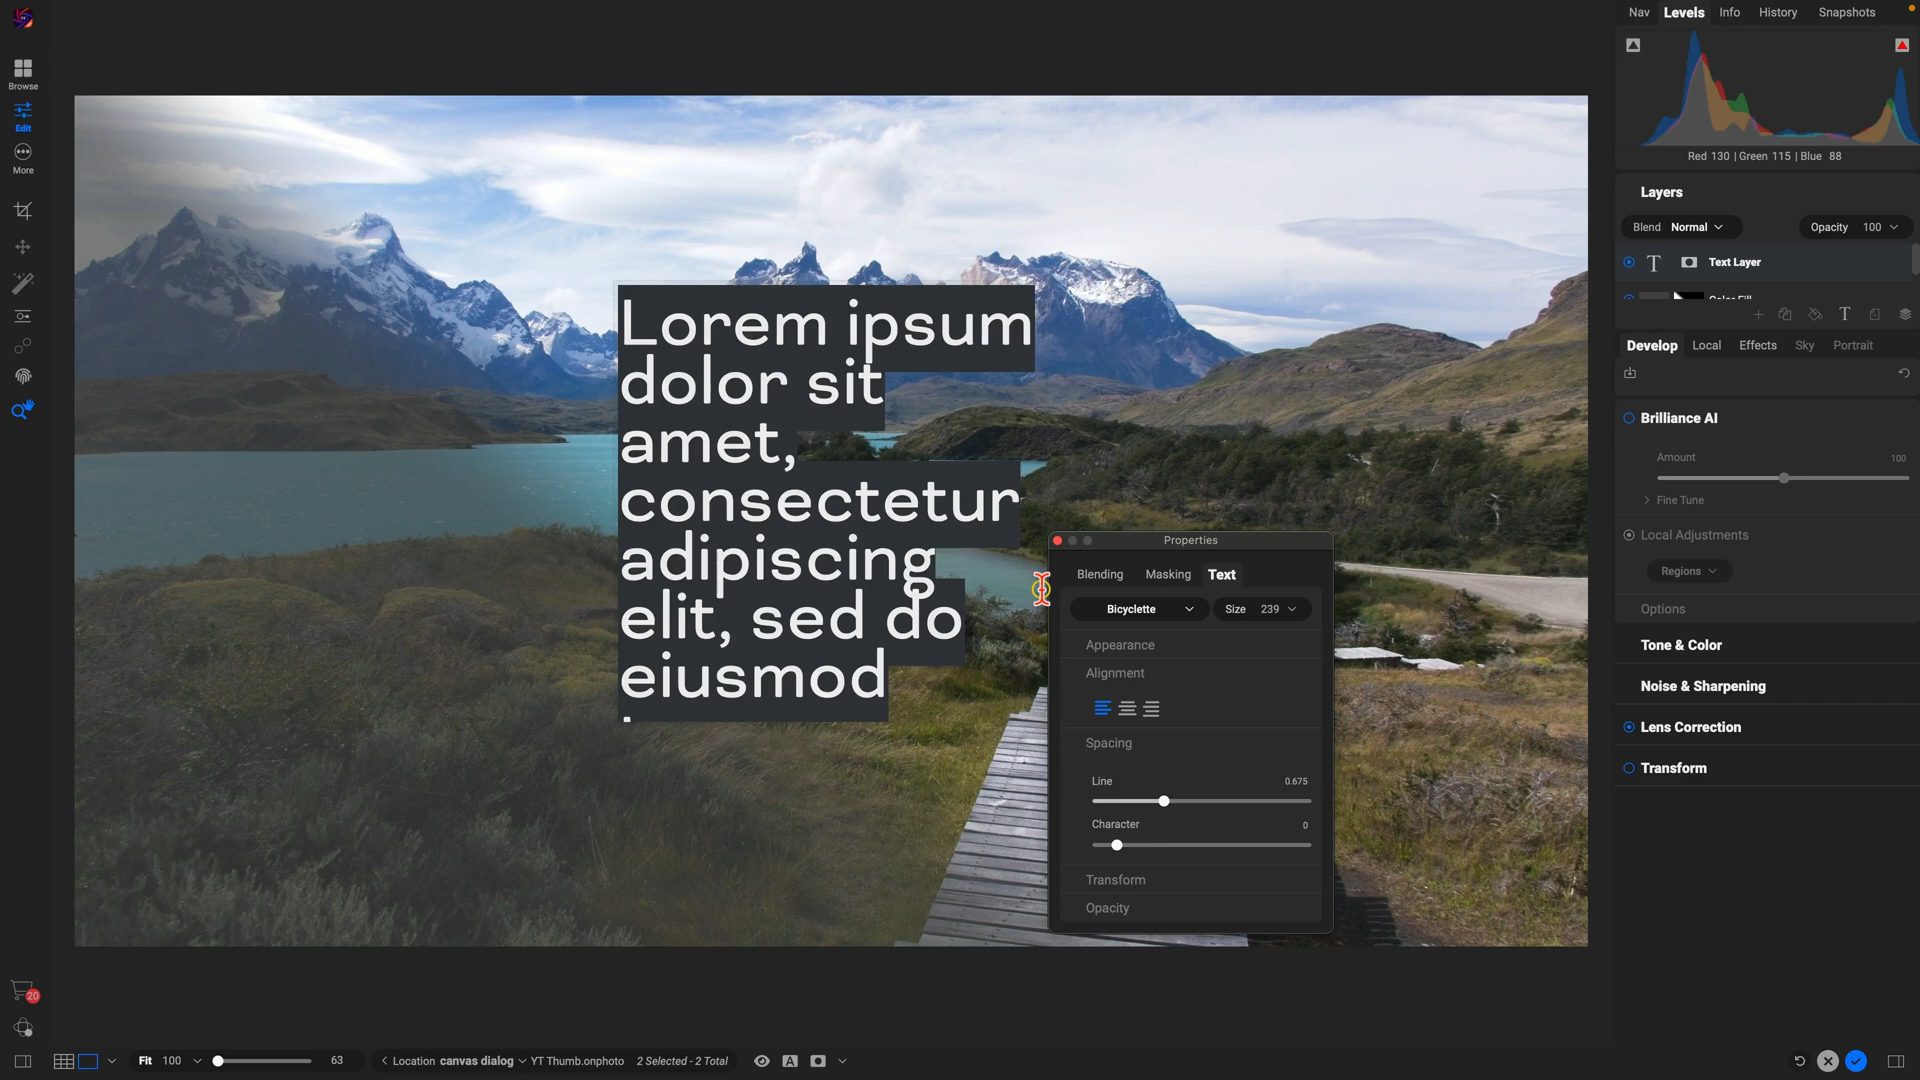 Nav Levels Info History Snapshots
Browse
Edit
More
Red 130 | Green 115 | Blue 88
Layers
Blend Normal
Opacity 100
Text Layer
Color Fill
Develop Local Effects Sky Portrait
Brilliance AI
Amount 100
Fine Tune
Local Adjustments
Regions
Options
Tone & Color
Noise & Sharpening
Lens Correction
Transform
Lorem ipsum
dolor sit
amet,
consectetur
adipiscing
elit, sed do
eiusmod
Properties
Blending Masking Text
Bicyclette
Size 239
Appearance
Alignment
Spacing
Line 0.675
Character 0
Transform
Opacity
20
Fit 100
63
Location canvas dialog
YT Thumb.onphoto
2 Selected - 2 Total
A